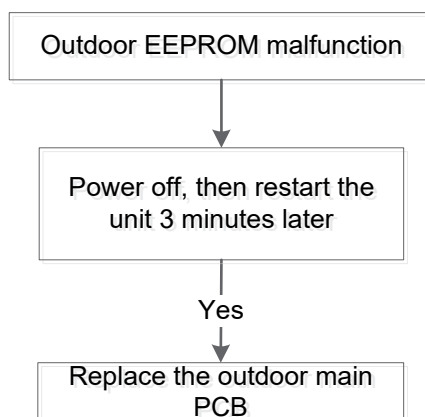 Outdoor EEPROM malfunction
Power off, then restart the
unit 3 minutes later
Yes
Replace the outdoor main
PCB